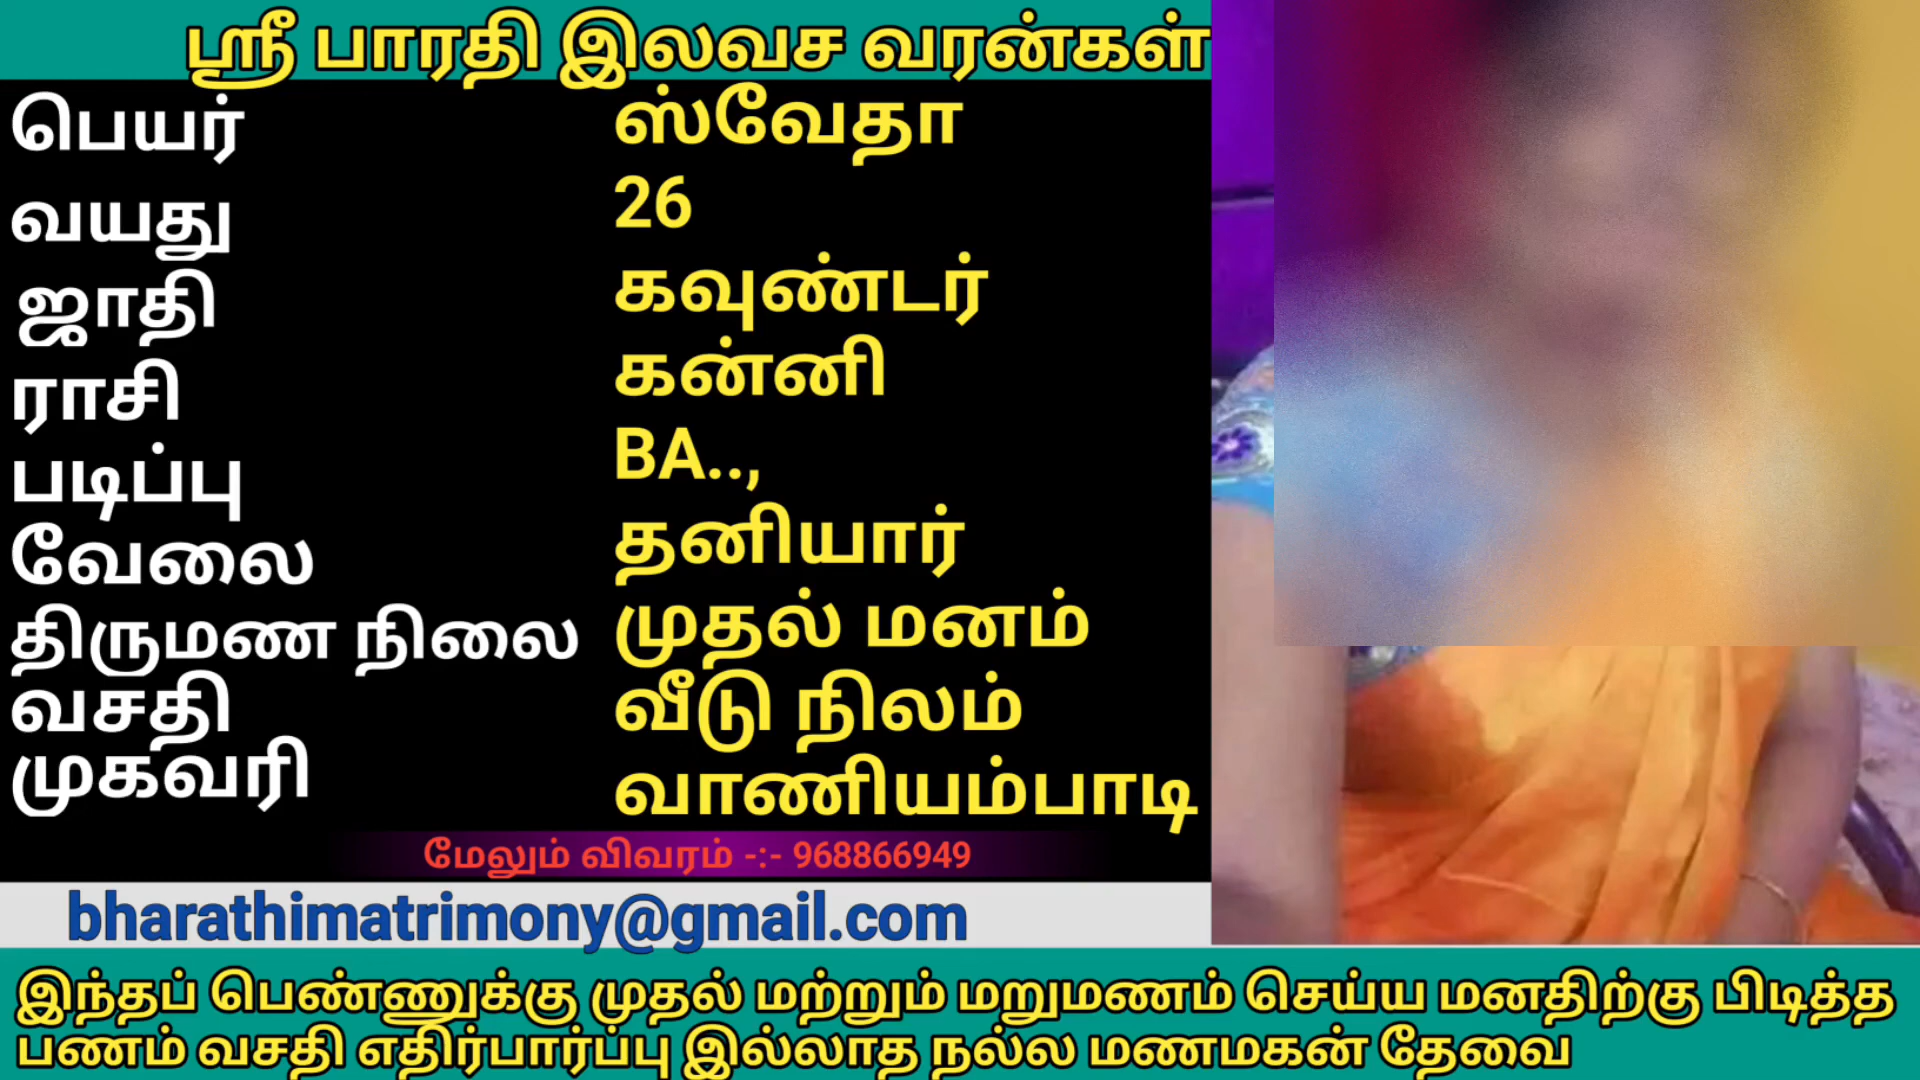 ஸ்ரீ பாரதி இலவச வரன்கள்
பெயர் ஸ்வேதா
வயது 26
ஜாதி கவுண்டர்
ராசி கன்னி
படிப்பு BA..,
வேலை தனியார்
திருமண நிலை முதல் மனம்
வசதி வீடு நிலம்
முகவரி வாணியம்பாடி
மேலும் விவரம் -:- 968866949
bharathimatrimony@gmail.com
இந்தப் பெண்ணுக்கு முதல் மற்றும் மறுமணம் செய்ய மனதிற்கு பிடித்த
பணம் வசதி எதிர்பார்ப்பு இல்லாத நல்ல மணமகன் தேவை